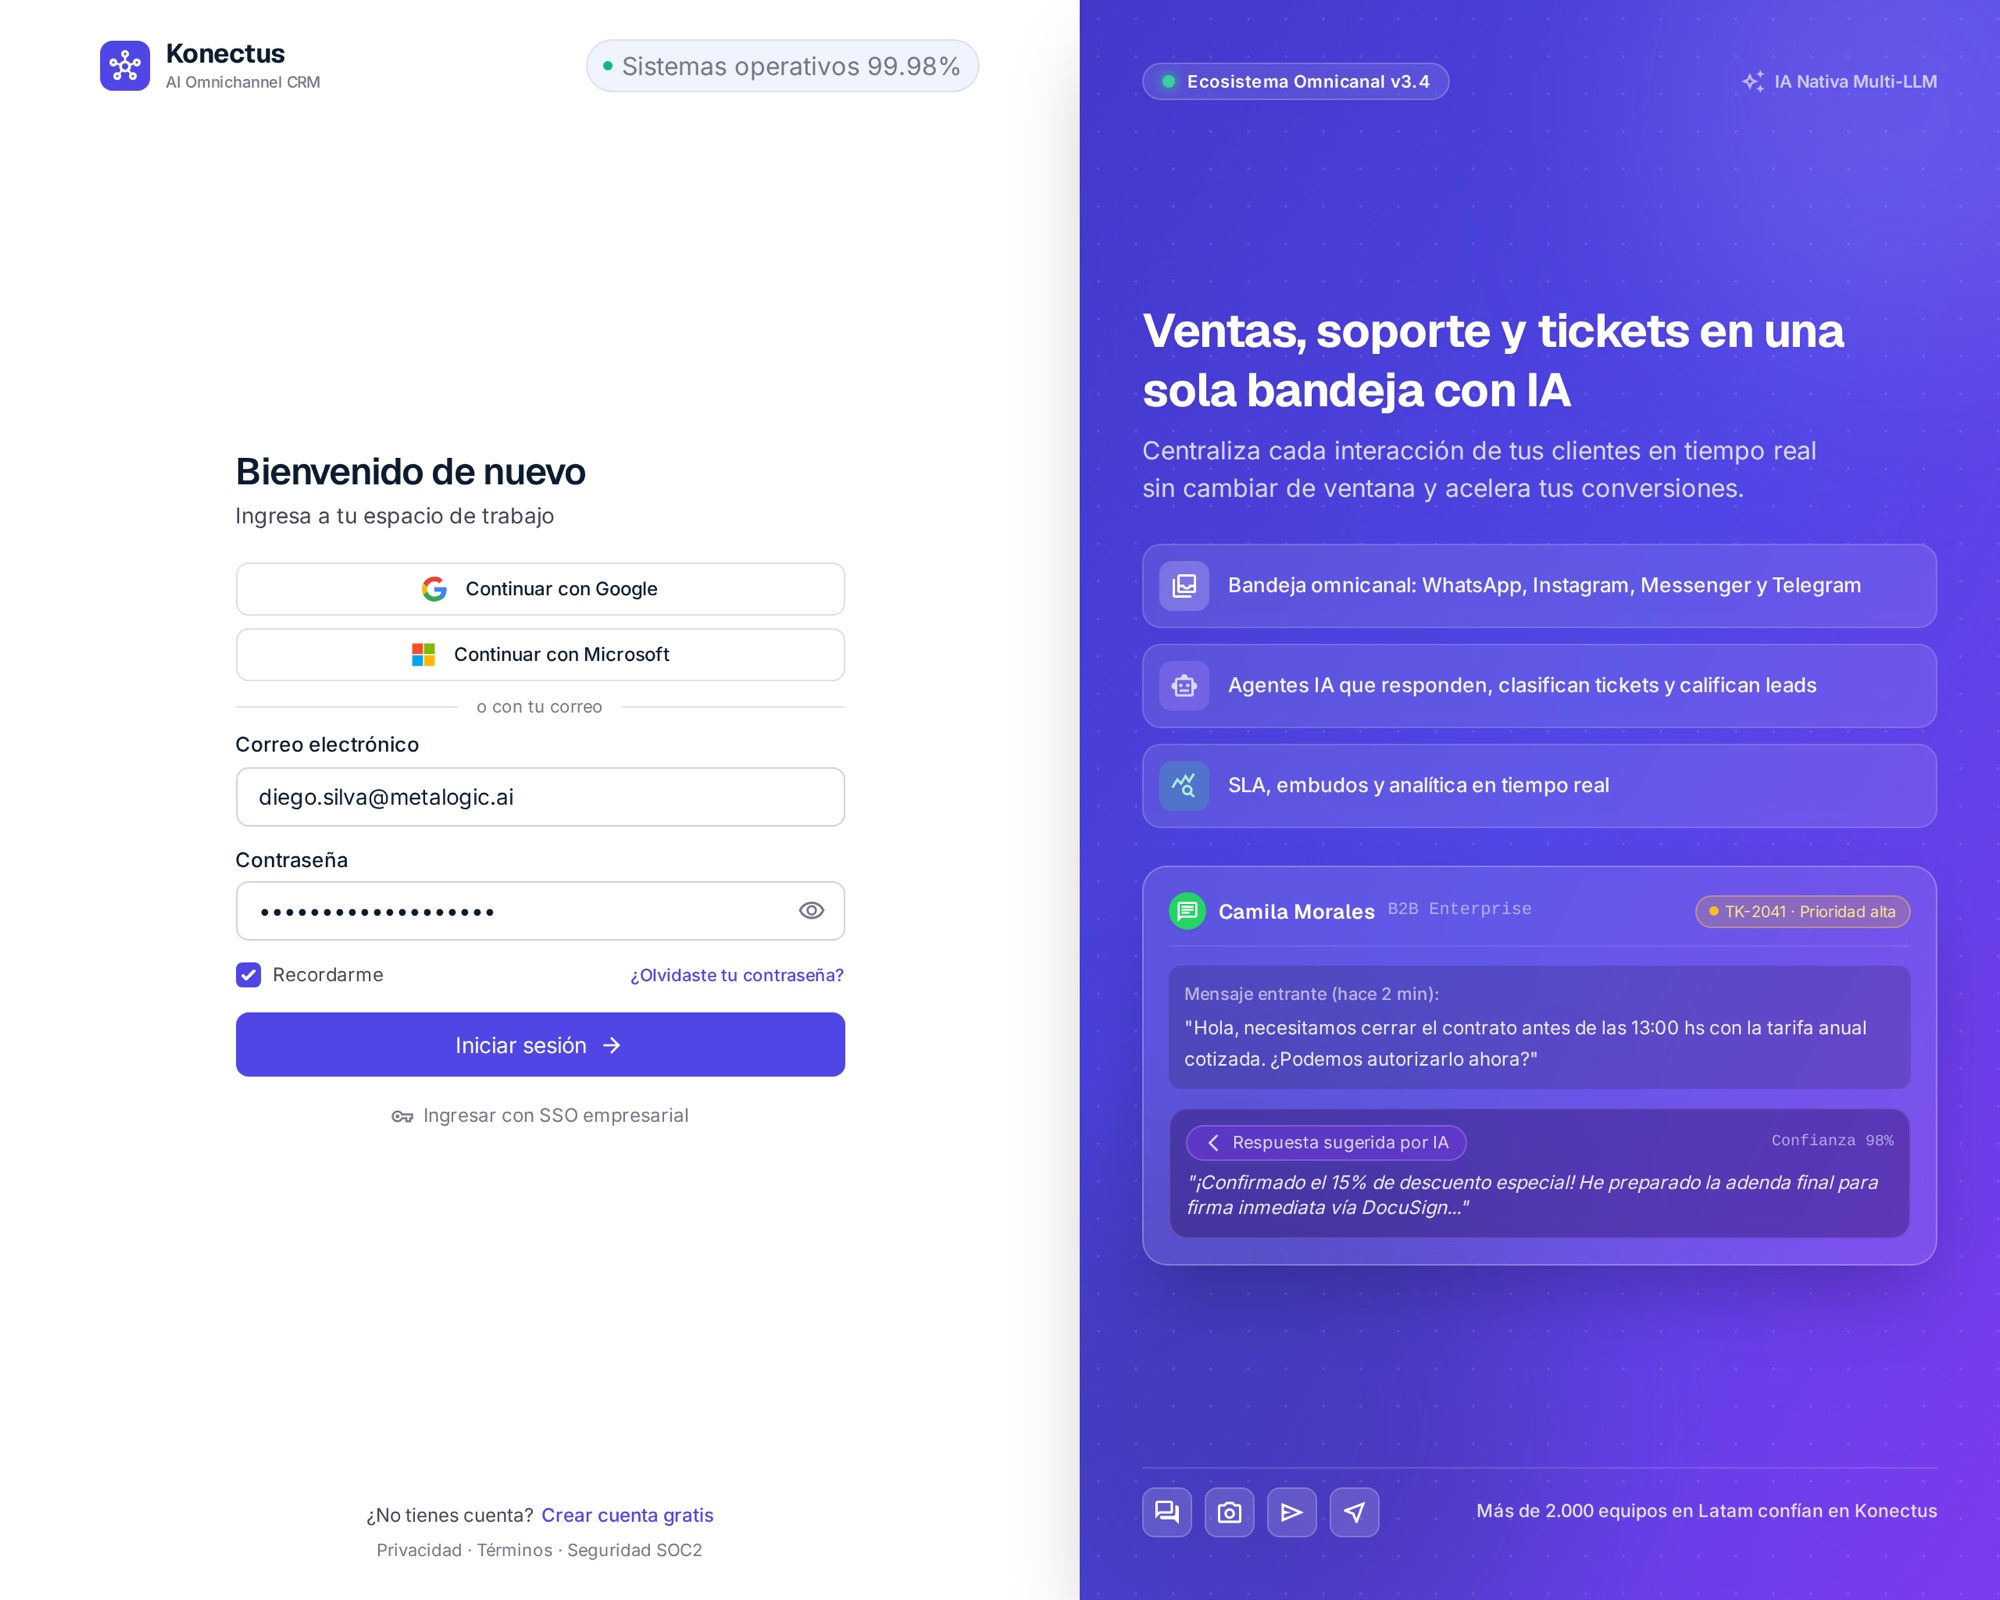 Konectus
AI Omnichannel CRM
Sistemas operativos 99.98%
Bienvenido de nuevo
Ingresa a tu espacio de trabajo
Continuar con Google
Continuar con Microsoft
o con tu correo
Correo electrónico
diego.silva@metalogic.ai
Contraseña
•••••••••••••••••••
Recordarme
¿Olvidaste tu contraseña?
Iniciar sesión
Ingresar con SSO empresarial
¿No tienes cuenta? Crear cuenta gratis
Privacidad · Términos · Seguridad SOC2
Ecosistema Omnicanal v3.4
IA Nativa Multi-LLM
Ventas, soporte y tickets en una
sola bandeja con IA
Centraliza cada interacción de tus clientes en tiempo real
sin cambiar de ventana y acelera tus conversiones.
Bandeja omnicanal: WhatsApp, Instagram, Messenger y Telegram
Agentes IA que responden, clasifican tickets y califican leads
SLA, embudos y analítica en tiempo real
Camila Morales B2B Enterprise
TK-2041 · Prioridad alta
Mensaje entrante (hace 2 min):
"Hola, necesitamos cerrar el contrato antes de las 13:00 hs con la tarifa anual
cotizada. ¿Podemos autorizarlo ahora?"
Respuesta sugerida por IA
Confianza 98%
"¡Confirmado el 15% de descuento especial! He preparado la adenda final para
firma inmediata vía DocuSign..."
Más de 2.000 equipos en Latam confían en Konectus